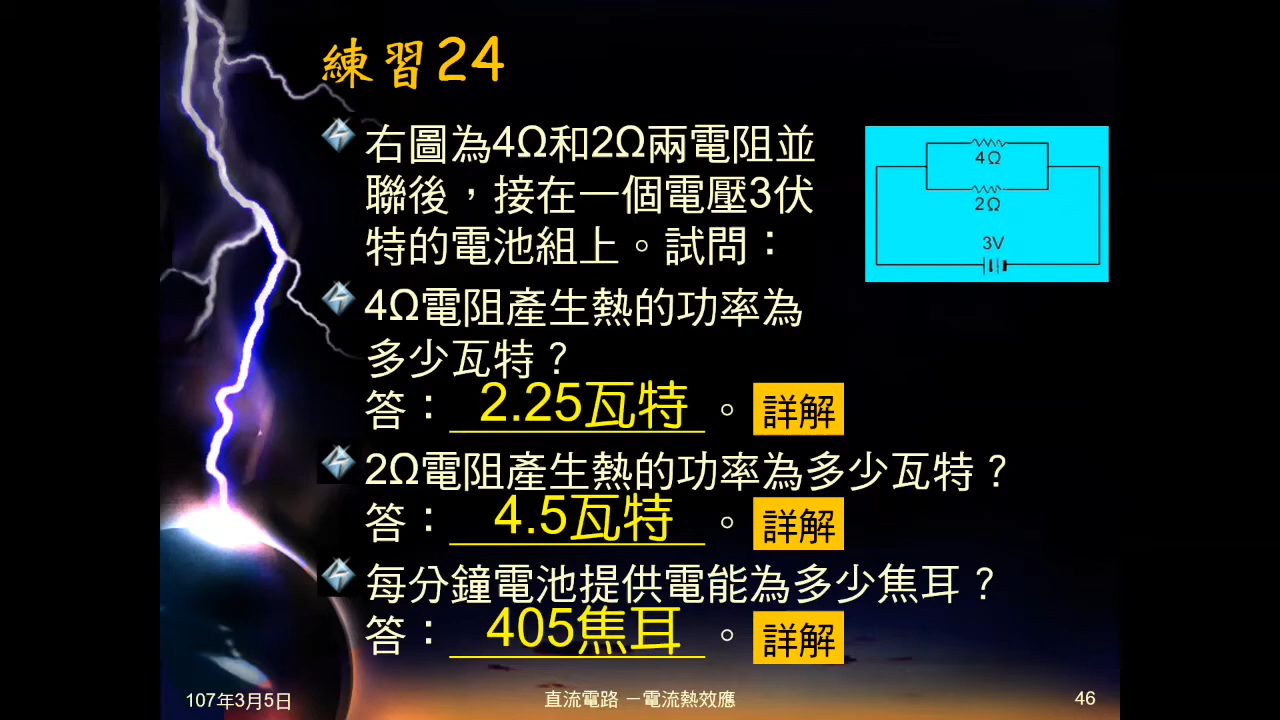 練習24
右圖為4Ω和2Ω兩電阻並
聯後，接在一個電壓3伏
特的電池組上。試問：
4Ω
2Ω
3V
4Ω電阻產生熱的功率為
多少瓦特？
答：2.25瓦特。詳解
2Ω電阻產生熱的功率為多少瓦特？
答：4.5瓦特。詳解
每分鐘電池提供電能為多少焦耳？
答：405焦耳。詳解
107年3月5日
直流電路 －電流熱效應
46